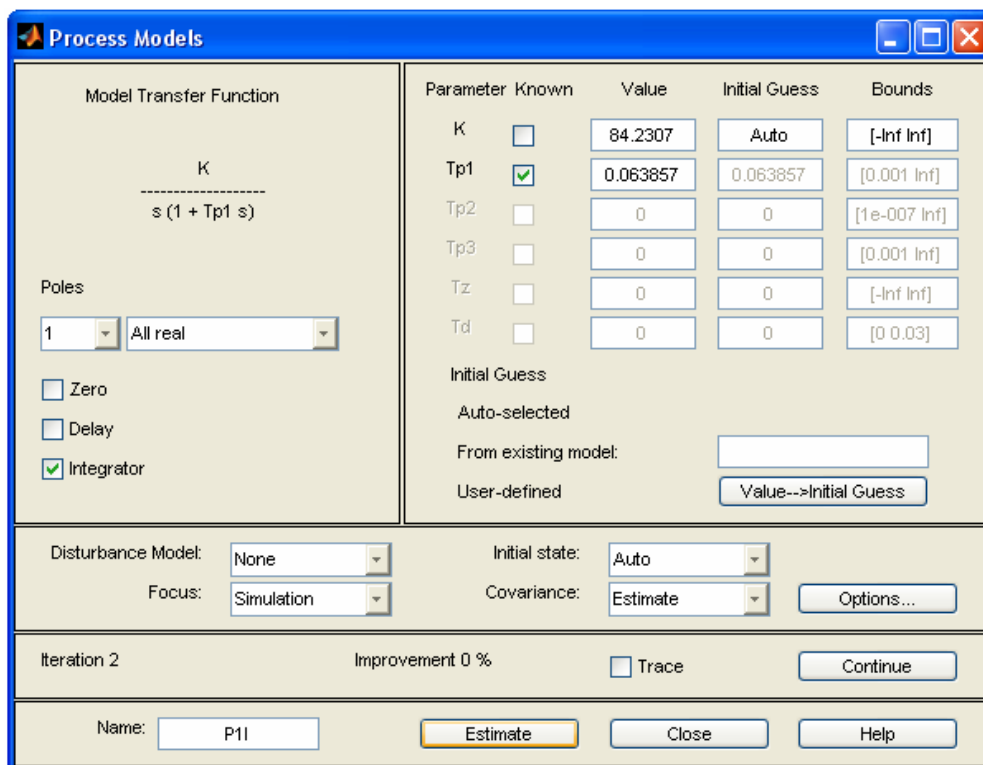 Process Models
Model Transfer Function
K
-------------------
s (1 + Tp1 s)
Poles
1 All real
Zero
Delay
Integrator
Parameter Known Value Initial Guess Bounds
K 84.2307 Auto [-Inf Inf]
Tp1 0.063857 0.063857 [0.001 Inf]
Tp2 0 0 [1e-007 Inf]
Tp3 0 0 [0.001 Inf]
Tz 0 0 [-Inf Inf]
Td 0 0 [0 0.03]
Initial Guess
Auto-selected
From existing model:
User-defined Value-->Initial Guess
Disturbance Model: None Initial state: Auto
Focus: Simulation Covariance: Estimate Options...
Iteration 2 Improvement 0 % Trace Continue
Name: P1I Estimate Close Help